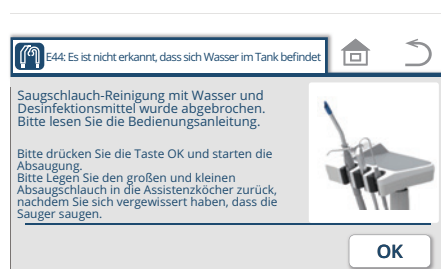 E44: Es ist nicht erkannt, dass sich Wasser im Tank befindet
Saugschlauch-Reinigung mit Wasser und
Desinfektionsmittel wurde abgebrochen.
Bitte lesen Sie die Bedienungsanleitung.
Bitte drücken Sie die Taste OK und starten die
Absaugung.
Bitte Legen Sie den großen und kleinen
Absaugschlauch in die Assistenzköcher zurück,
nachdem Sie sich vergewissert haben, dass die
Sauger saugen.
OK